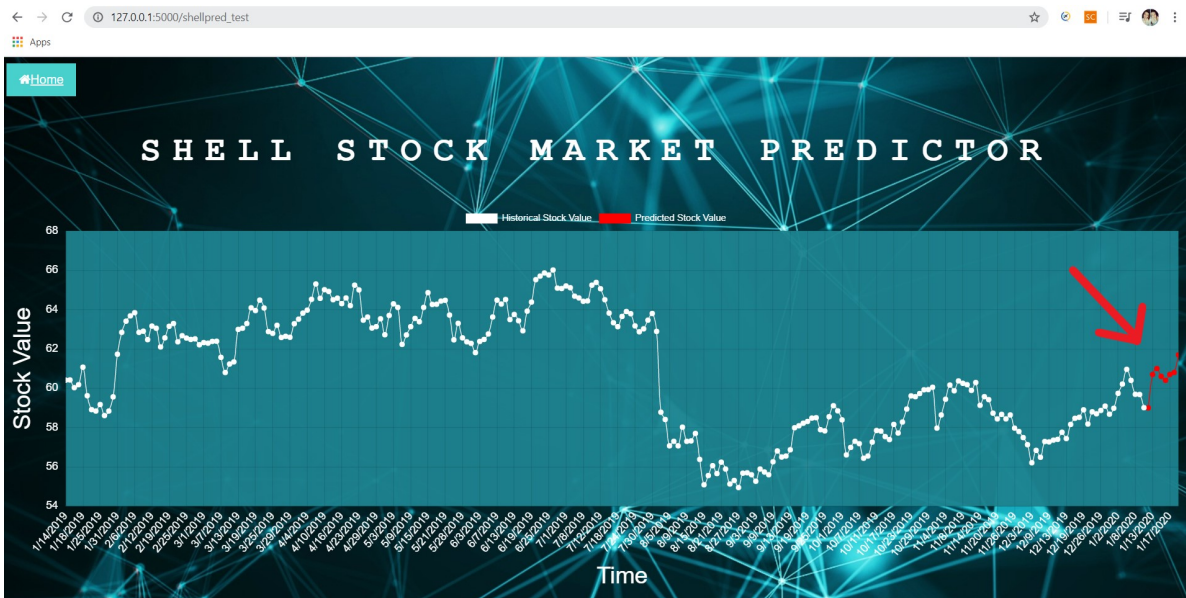 127.0.0.1:5000/shellpred_test
SC
Apps
Home
SHELL STOCK MARKET PREDICTOR
Historical Stock Value Predicted Stock Value
68
66
64
62
60
58
56
54
Stock Value
1/14/2019 1/18/2019 1/25/2019 1/31/2019 2/6/2019 2/12/2019 2/19/2019 2/25/2019 3/1/2019 3/7/2019 3/13/2019 3/19/2019 3/25/2019 3/29/2019 4/4/2019 4/10/2019 4/16/2019 4/23/2019 4/29/2019 5/3/2019 5/9/2019 5/15/2019 5/21/2019 5/28/2019 6/3/2019 6/7/2019 6/13/2019 6/19/2019 6/25/2019 7/1/2019 7/8/2019 7/12/2019 7/18/2019 7/30/2019 8/5/2019 8/15/2019 8/27/2019 9/3/2019 9/9/2019 10/1/2019 10/11/2019 10/17/2019 10/23/2019 10/29/2019 11/4/2019 11/8/2019 11/14/2019 11/20/2019 11/26/2019 12/3/2019 12/9/2019 12/19/2019 12/26/2019 1/2/2020 1/8/2020 1/13/2020 1/17/2020
Time